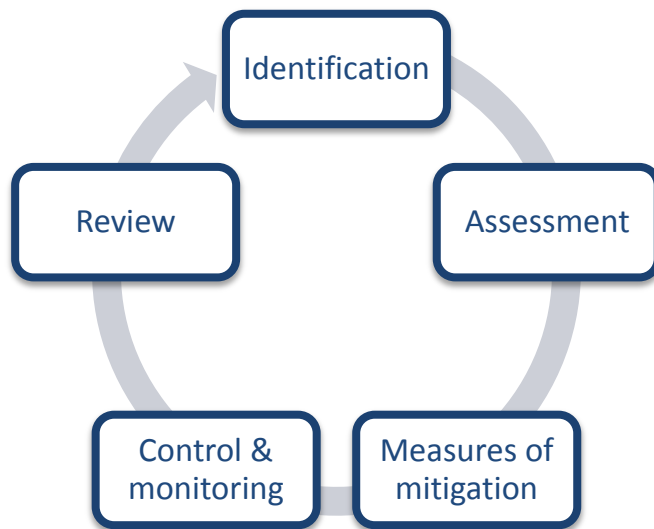 Identification
Assessment
Measures of
mitigation
Control &
monitoring
Review